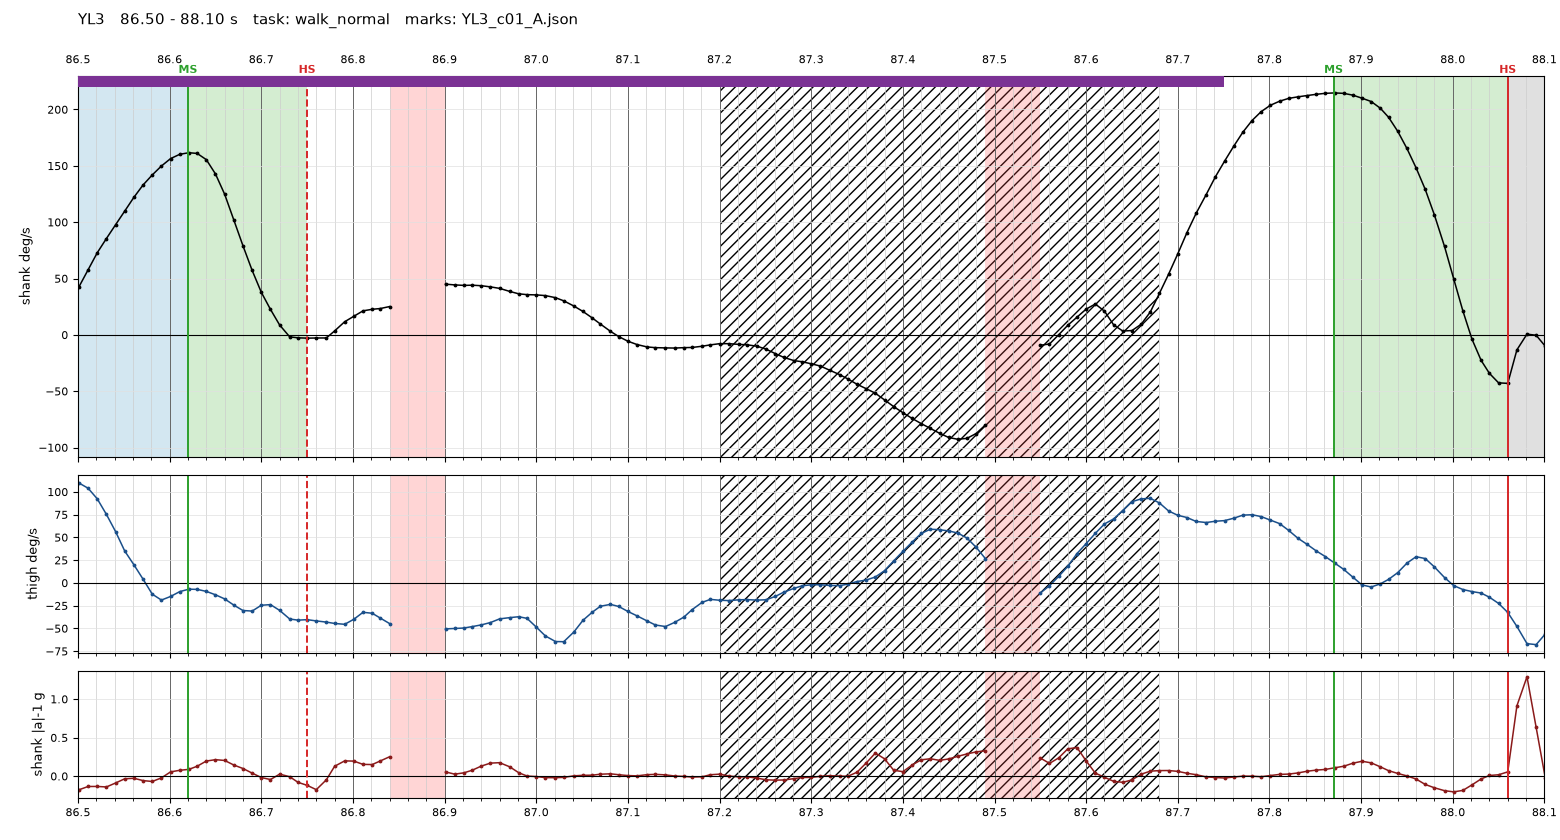 YL3   86.50 - 88.10 s   task: walk_normal   marks: YL3_c01_A.json
86.5 86.6 86.7 86.8 86.9 87.0 87.1 87.2 87.3 87.4 87.5 87.6 87.7 87.8 87.9 88.0 88.1
MS HS MS HS
shank deg/s
200
150
100
50
0
−50
−100
thigh deg/s
100
75
50
25
0
−25
−50
−75
shank |a|-1 g
1.0
0.5
0.0
86.5 86.6 86.7 86.8 86.9 87.0 87.1 87.2 87.3 87.4 87.5 87.6 87.7 87.8 87.9 88.0 88.1